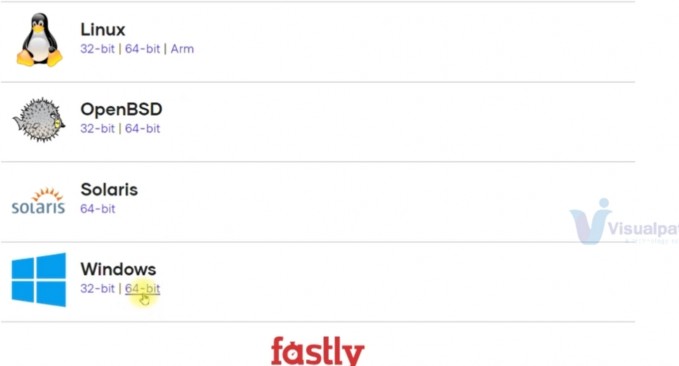 Linux
32-bit | 64-bit | Arm
OpenBSD
32-bit | 64-bit
solaris
Solaris
64-bit
Visualpa
Windows
32-bit | 64-bit
fastly